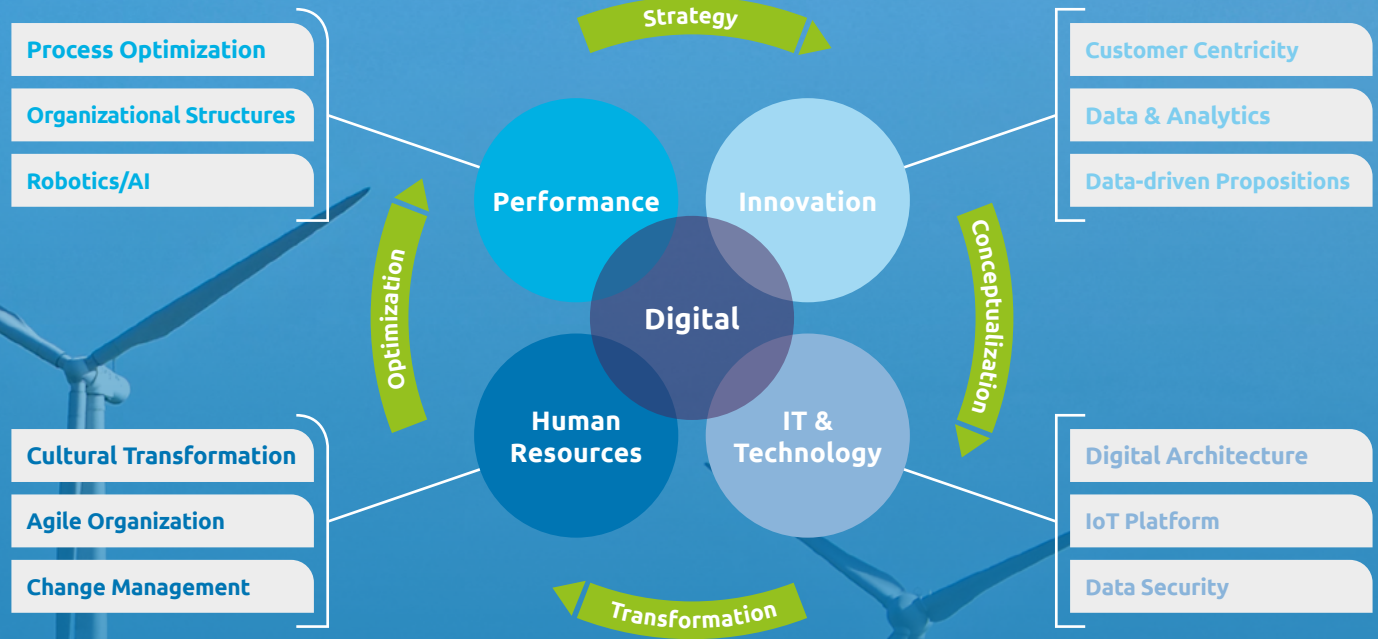 Strategy
Process Optimization
Organizational Structures
Robotics/AI
Customer Centricity
Data & Analytics
Data-driven Propositions
Performance
Innovation
Optimization
Digital
Conceptualization
Human
Resources
IT &
Technology
Cultural Transformation
Agile Organization
Change Management
Digital Architecture
IoT Platform
Data Security
Transformation